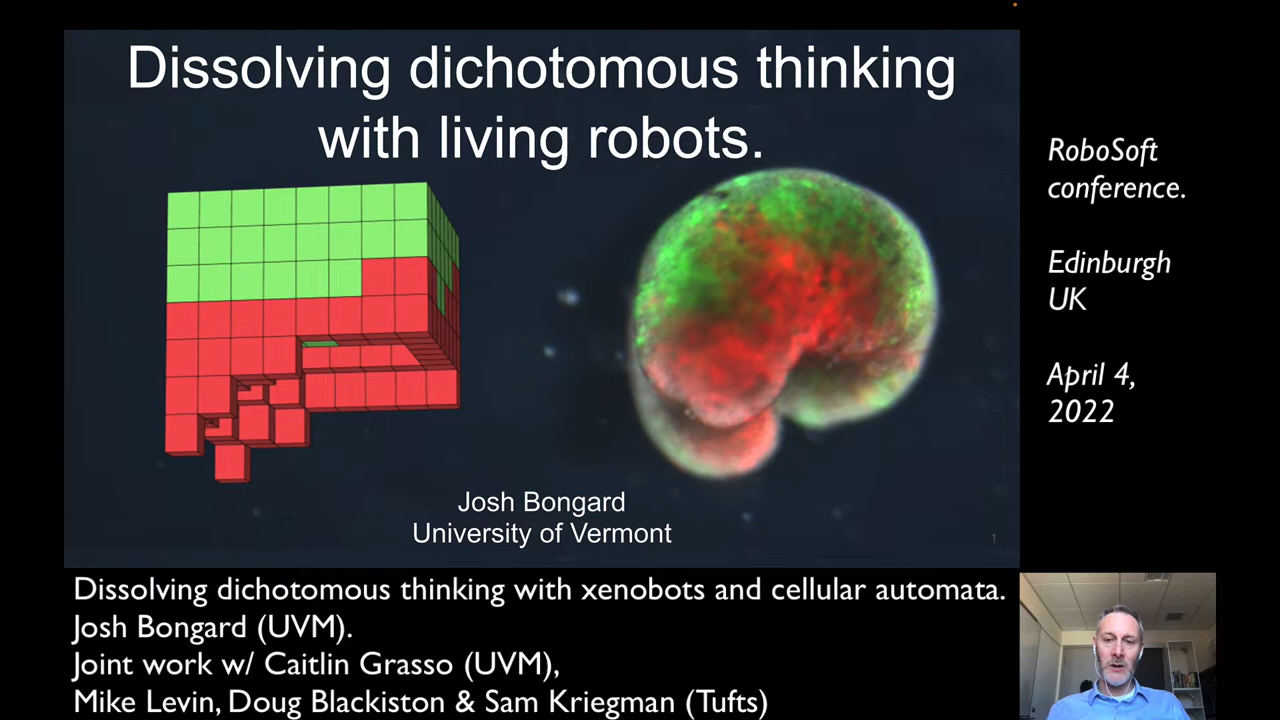 Dissolving dichotomous thinking
with living robots.
Josh Bongard
University of Vermont
1
RoboSoft
conference.
Edinburgh
UK
April 4,
2022
Dissolving dichotomous thinking with xenobots and cellular automata.
Josh Bongard (UVM).
Joint work w/ Caitlin Grasso (UVM),
Mike Levin, Doug Blackiston & Sam Kriegman (Tufts)